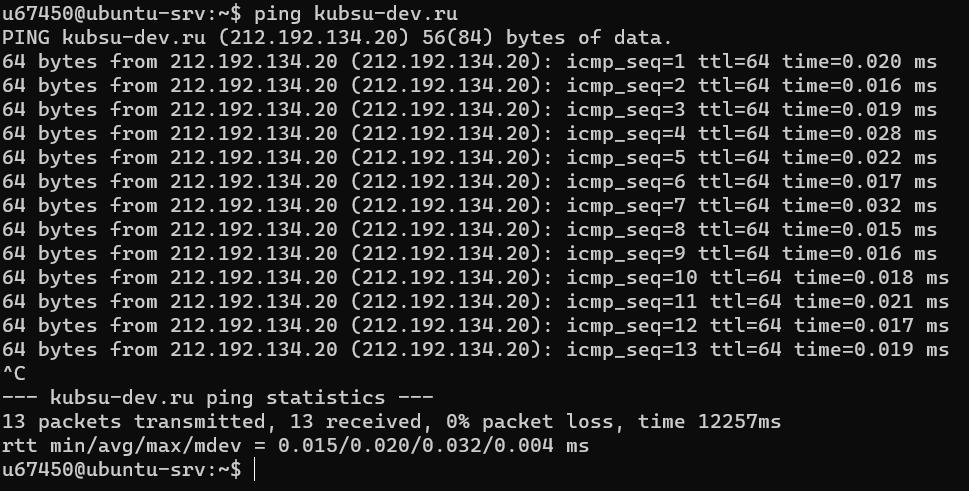 u67450@ubuntu-srv:~$ ping kubsu-dev.ru
PING kubsu-dev.ru (212.192.134.20) 56(84) bytes of data.
64 bytes from 212.192.134.20 (212.192.134.20): icmp_seq=1 ttl=64 time=0.020 ms
64 bytes from 212.192.134.20 (212.192.134.20): icmp_seq=2 ttl=64 time=0.016 ms
64 bytes from 212.192.134.20 (212.192.134.20): icmp_seq=3 ttl=64 time=0.019 ms
64 bytes from 212.192.134.20 (212.192.134.20): icmp_seq=4 ttl=64 time=0.028 ms
64 bytes from 212.192.134.20 (212.192.134.20): icmp_seq=5 ttl=64 time=0.022 ms
64 bytes from 212.192.134.20 (212.192.134.20): icmp_seq=6 ttl=64 time=0.017 ms
64 bytes from 212.192.134.20 (212.192.134.20): icmp_seq=7 ttl=64 time=0.032 ms
64 bytes from 212.192.134.20 (212.192.134.20): icmp_seq=8 ttl=64 time=0.015 ms
64 bytes from 212.192.134.20 (212.192.134.20): icmp_seq=9 ttl=64 time=0.016 ms
64 bytes from 212.192.134.20 (212.192.134.20): icmp_seq=10 ttl=64 time=0.018 ms
64 bytes from 212.192.134.20 (212.192.134.20): icmp_seq=11 ttl=64 time=0.021 ms
64 bytes from 212.192.134.20 (212.192.134.20): icmp_seq=12 ttl=64 time=0.017 ms
64 bytes from 212.192.134.20 (212.192.134.20): icmp_seq=13 ttl=64 time=0.019 ms
^C
--- kubsu-dev.ru ping statistics ---
13 packets transmitted, 13 received, 0% packet loss, time 12257ms
rtt min/avg/max/mdev = 0.015/0.020/0.032/0.004 ms
u67450@ubuntu-srv:~$